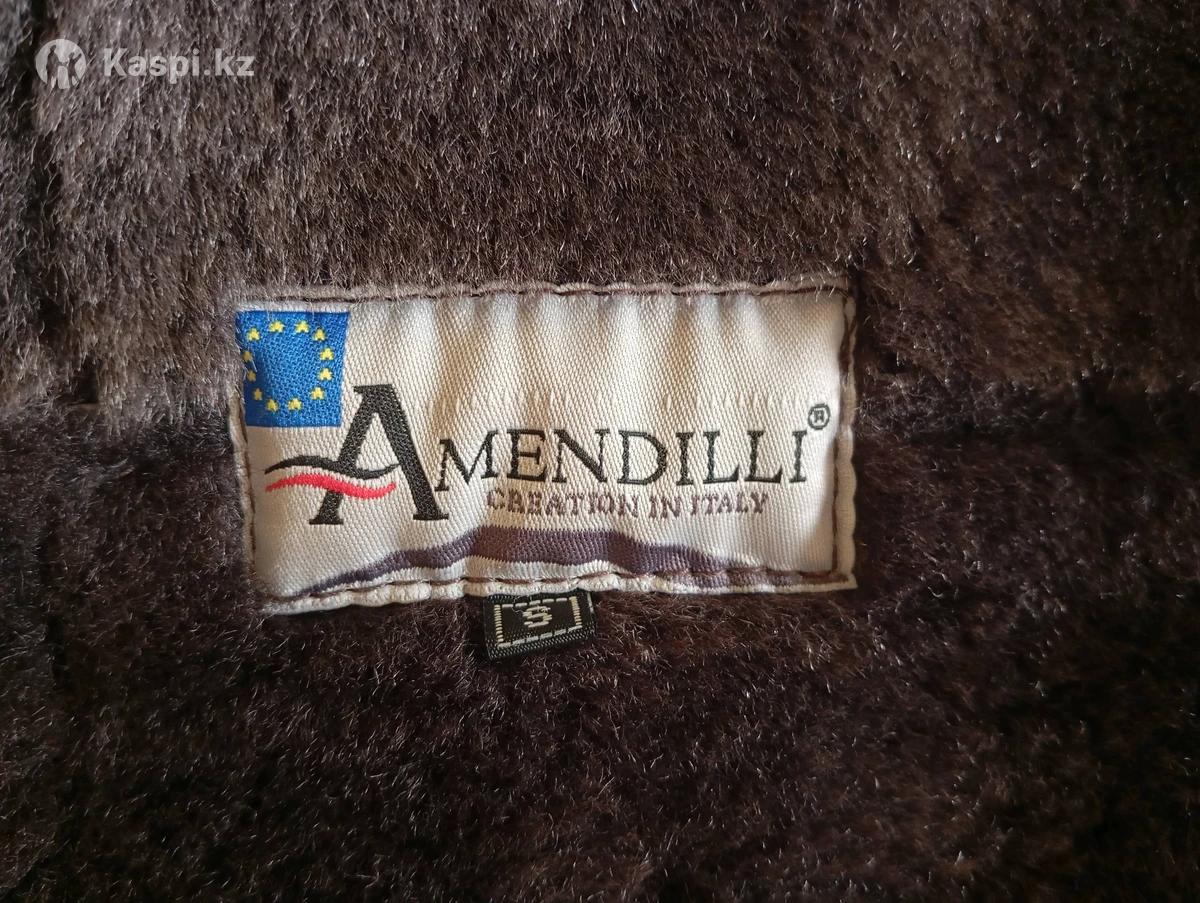 Kaspi.kz
AMENDILLI®
CREATION IN ITALY
S